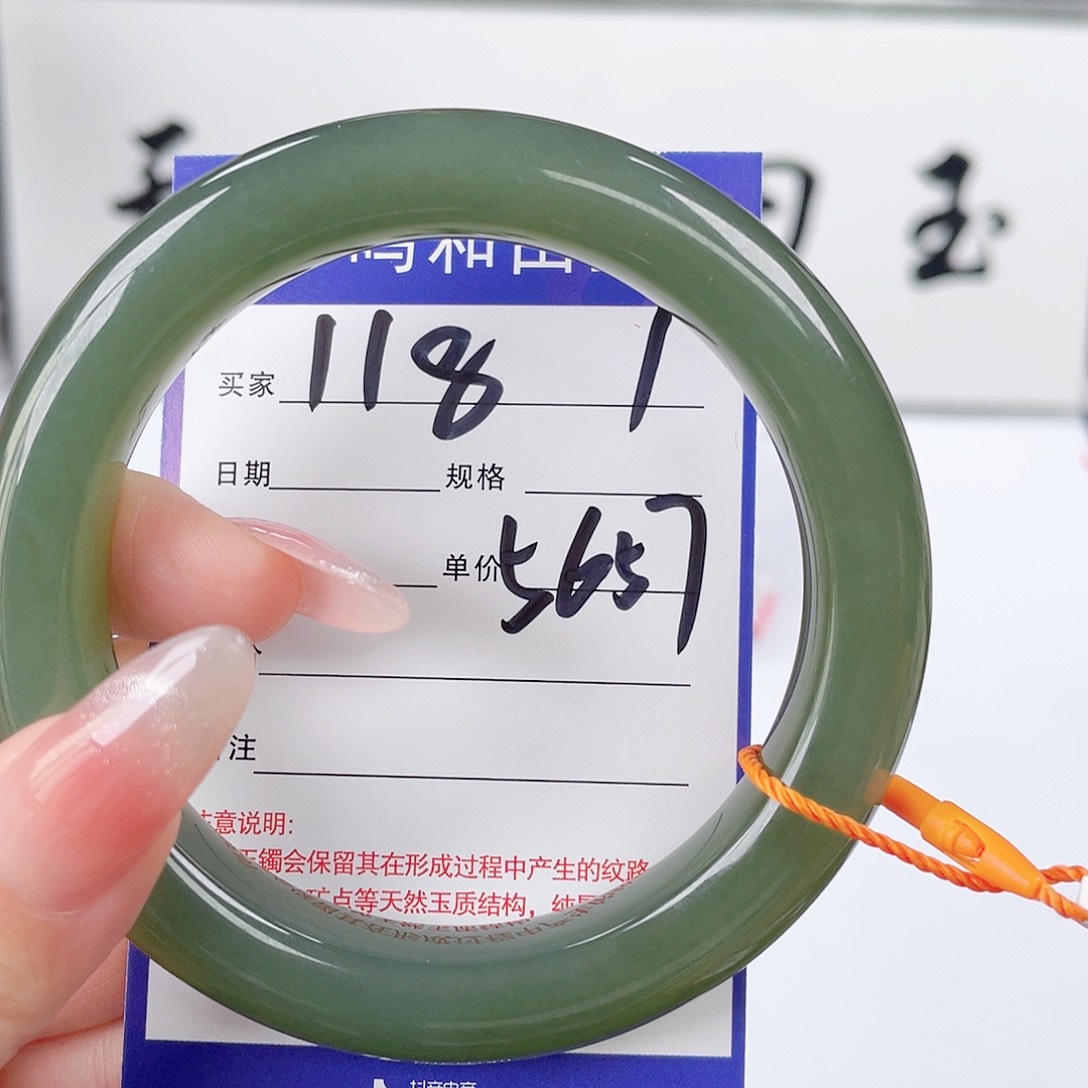 玉
和田
买家 118 1
日期 规格
单价 5657
注
意说明:
玉镯会保留其在形成过程中产生的纹路
矿点等天然玉质结构,